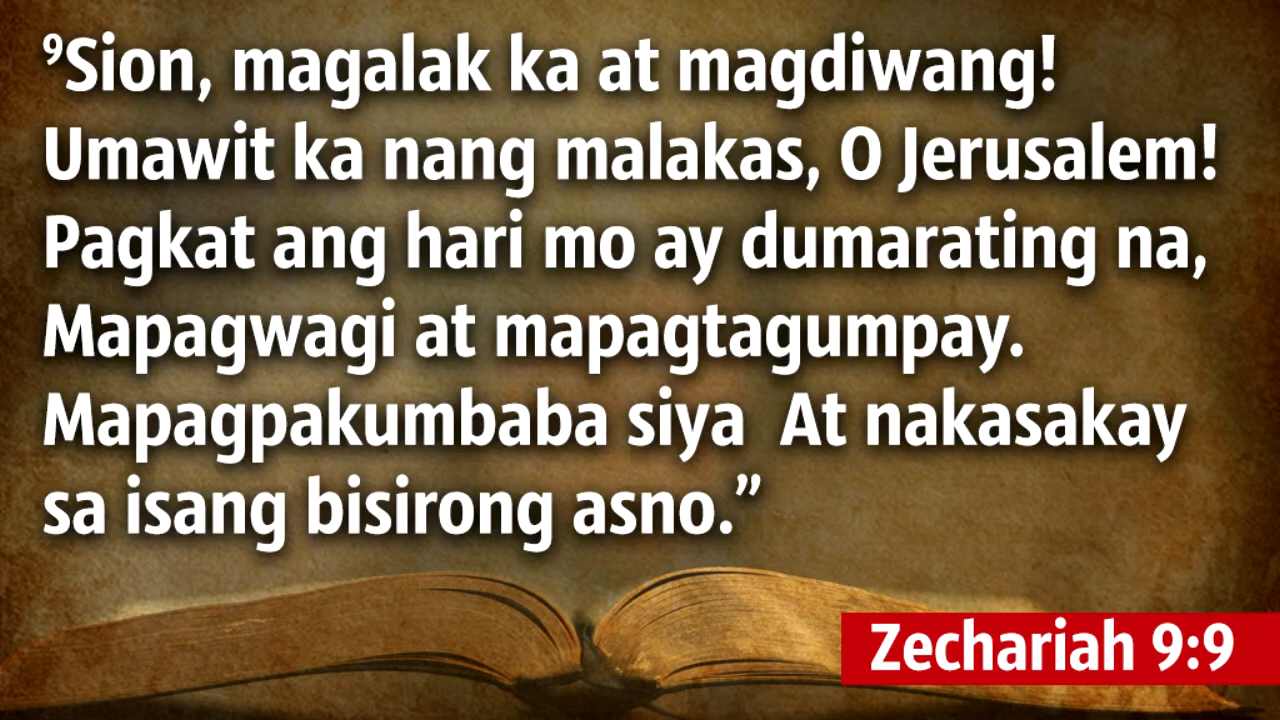 ⁹Sion, magalak ka at magdiwang!
Umawit ka nang malakas, O Jerusalem!
Pagkat ang hari mo ay dumarating na,
Mapagwagi at mapagtagumpay.
Mapagpakumbaba siya  At nakasakay
sa isang bisirong asno.”
Zechariah 9:9